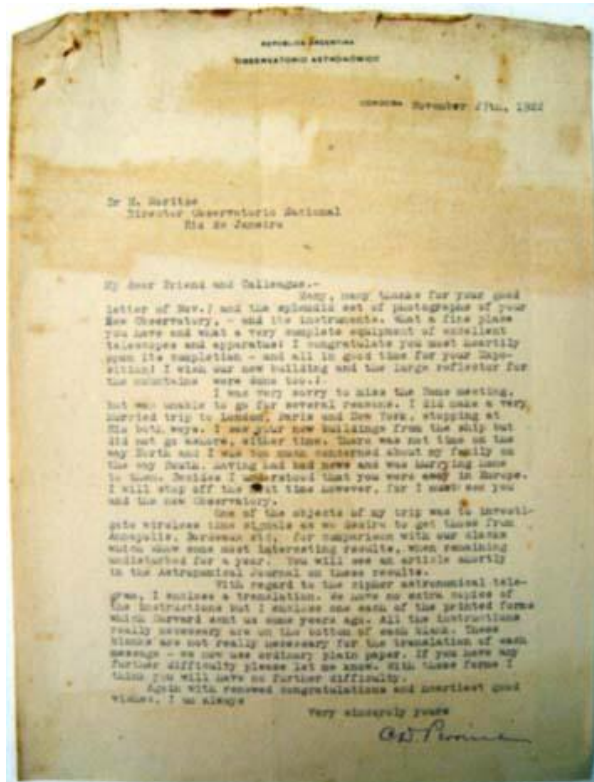 REPUBLICA ARGENTINA
OBSERVATORIO ASTRONÓMICO
CORDOBA November 27th, 1922
Dr H. Moritze
Director Observatorio Nacional
Rio de Janeiro
My dear Friend and Colleague.-
Many, many thanks for your good
letter of Nov. and the splendid set of photographs of your
New Observatory, - and the instruments. What a fine place
you have and what a very complete equipment of excellent
telescopes and apparatus! I congratulate you most heartily
upon its completion - and all in good time for your Expo-
sition! I wish our new building and the large reflector for
the mountains were done too.!
I was very sorry to miss the Rome meeting,
but was unable to go for several reasons. I did make a very
hurried trip to London, Paris and New York, stopping at
Rio both ways. I saw your new buildings from the ship but
did not go ashore, either time. There was not time on the
way North and I was too much concerned about my family on
the way South, having had bad news and was hurrying home
to them. Besides I understood that you were away in Europe.
I will stop off the next time however, for I must see you
and the new Observatory.
One of the objects of my trip was to investi-
gate wireless time signals as we desire to get those from
Annapolis, Bordeaux etc. for comparison with our clocks
which show some most interesting results, when remaining
undisturbed for a year. You will see an article shortly
in the Astronomical Journal on these results.
With regard to the cipher astronomical tele-
gram, I enclose a translation. We have no extra copies of
the instructions but I enclose one each of the printed forms
which Harvard sent us some years ago. All the instructions
really necessary are on the bottom of each blank. These
blanks are not really necessary for the translation of each
message - we now use ordinary plain paper. If you have any
further difficulty please let me know. With these forms I
think you will have no further difficulty.
Again with renewed congratulations and heartiest good
wishes, I am always
Very sincerely yours
C D Perrine